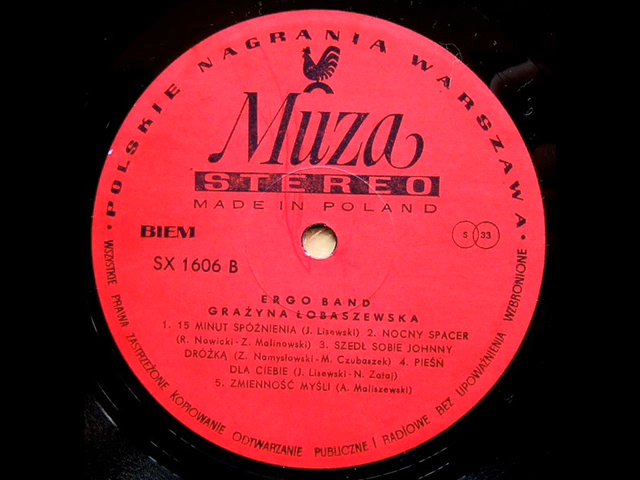 • POLSKIE NAGRANIA WARSZAWA •
Muza
STEREO
MADE IN POLAND
BIEM
S 33
SX 1606 B
ERGO BAND
GRAŻYNA ŁOBASZEWSKA
1. 15 MINUT SPÓŹNIENIA (J. Lisewski) 2. NOCNY SPACER
(R. Nowicki-Z. Malinowski) 3. SZEDŁ SOBIE JOHNNY
DRÓŻKĄ (Z. Namysłowski-M. Czubaszek) 4. PIEŚŃ
DLA CIEBIE (J. Lisewski-N. Zataj)
5. ZMIENNOŚĆ MYŚLI (A. Maliszewski)
WSZYSTKIE PRAWA ZASTRZEŻONE KOPIOWANIE ODTWARZANIE PUBLICZNE I RADIOWE BEZ UPOWAŻNIENIA WZBRONIONE